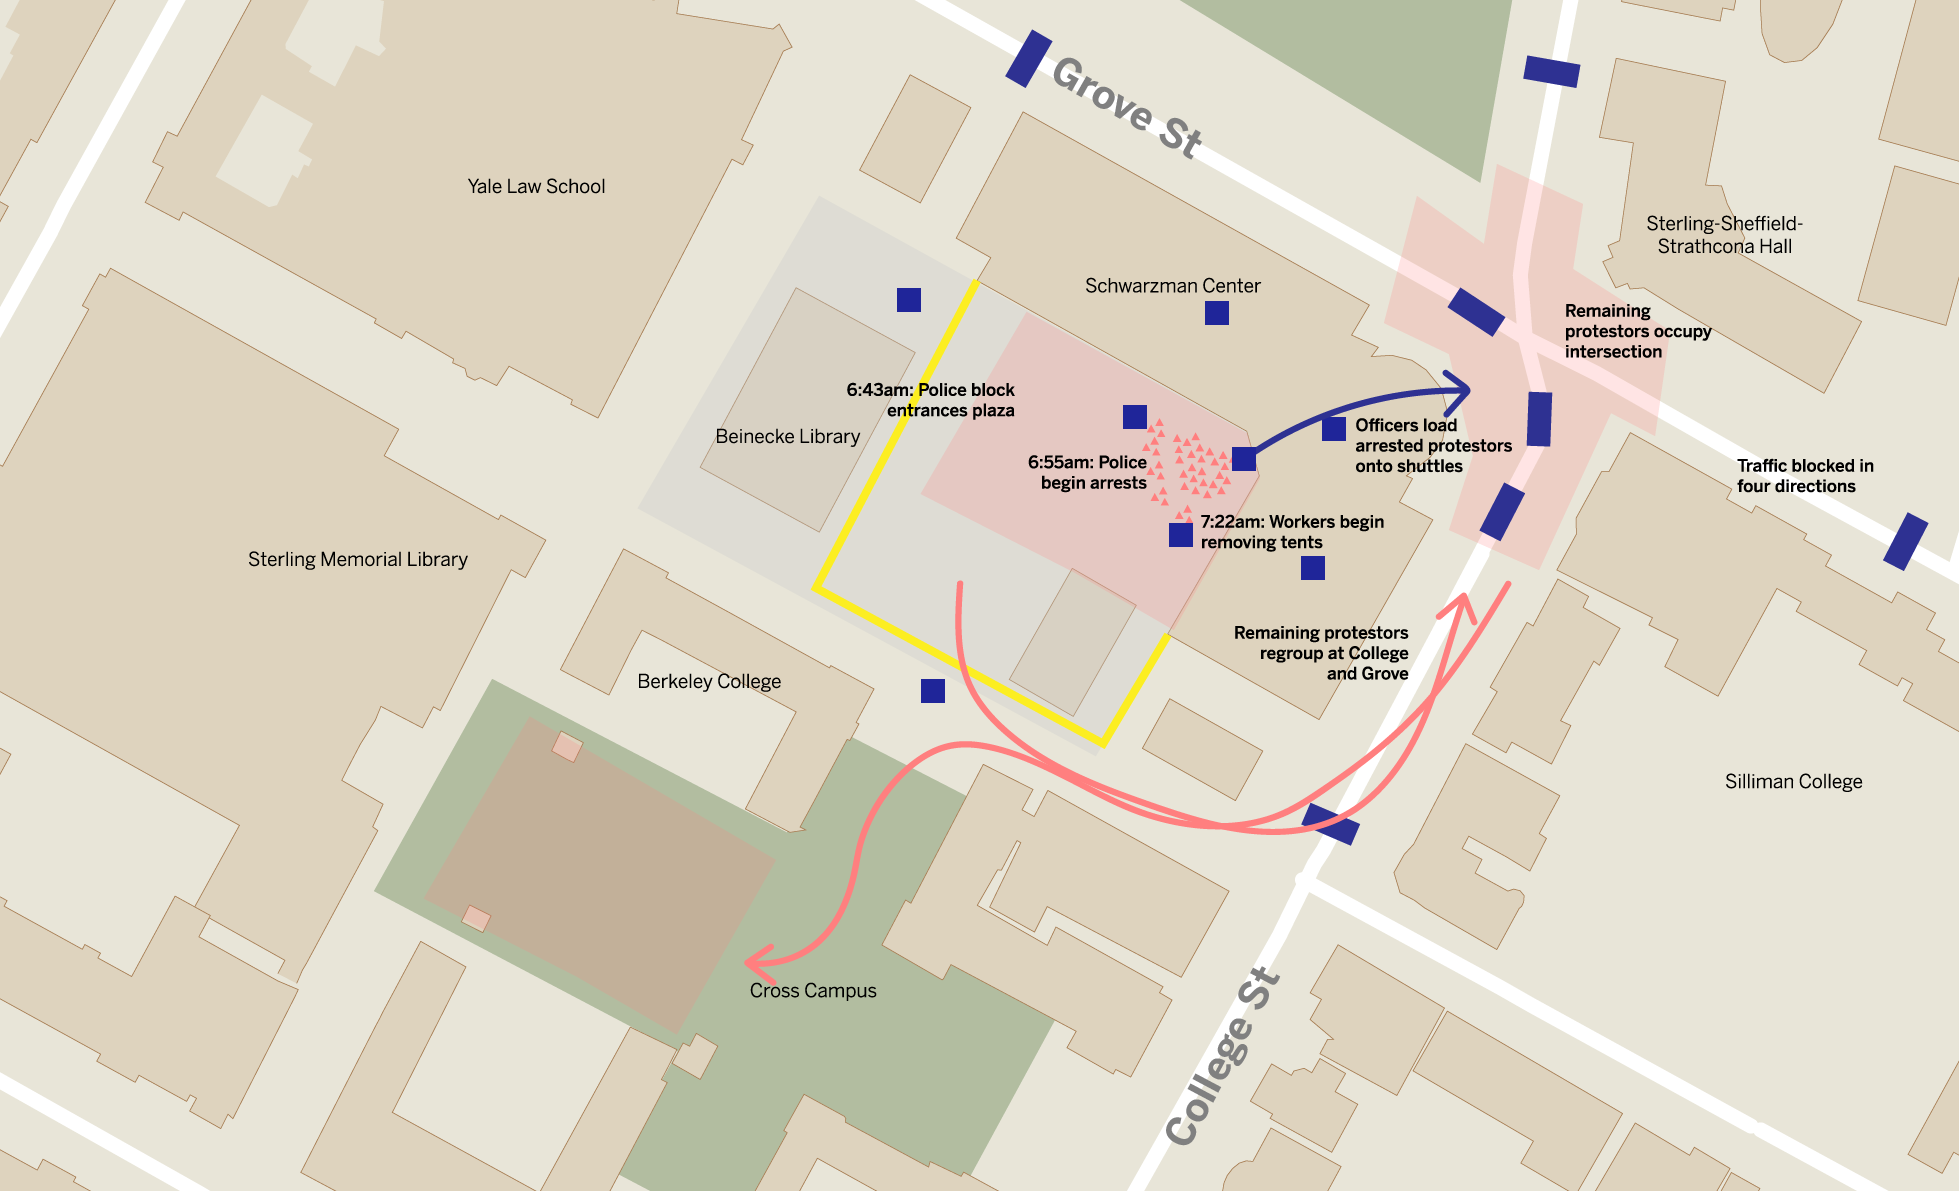 Grove St
Yale Law School
Sterling-Sheffield-
Strathcona Hall
Schwarzman Center
Remaining
protestors occupy
intersection
6:43am: Police block
entrances plaza
Beinecke Library
Officers load
arrested protestors
onto shuttles
6:55am: Police
begin arrests
Traffic blocked in
four directions
7:22am: Workers begin
removing tents
Sterling Memorial Library
Remaining protestors
regroup at College
and Grove
Berkeley College
Silliman College
Cross Campus
College St